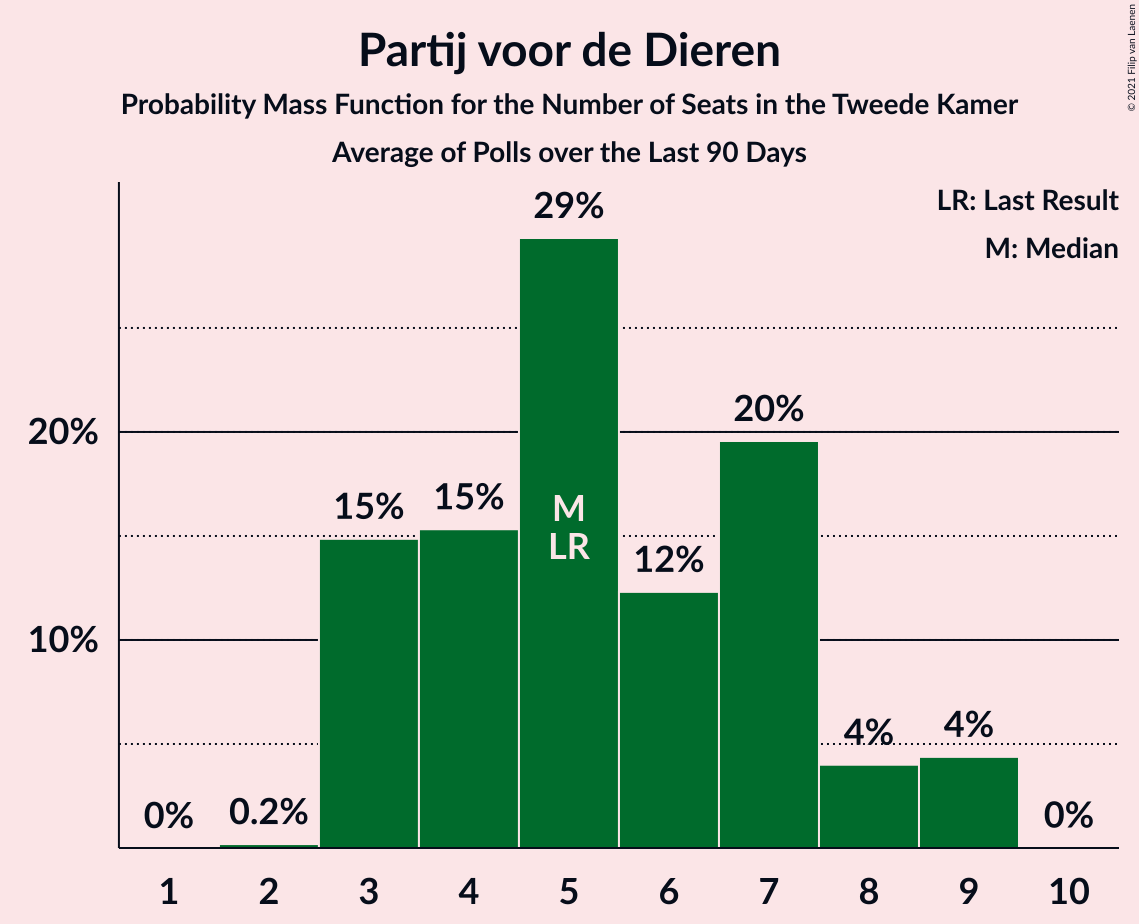 Partij voor de Dieren
Probability Mass Function for the Number of Seats in the Tweede Kamer
Average of Polls over the Last 90 Days
© 2021 Filip van Laenen
LR: Last Result
M: Median
29%
20%
20%
15%
15%
M
LR
12%
10%
4%
4%
0%
0.2%
0%
1 2 3 4 5 6 7 8 9 10